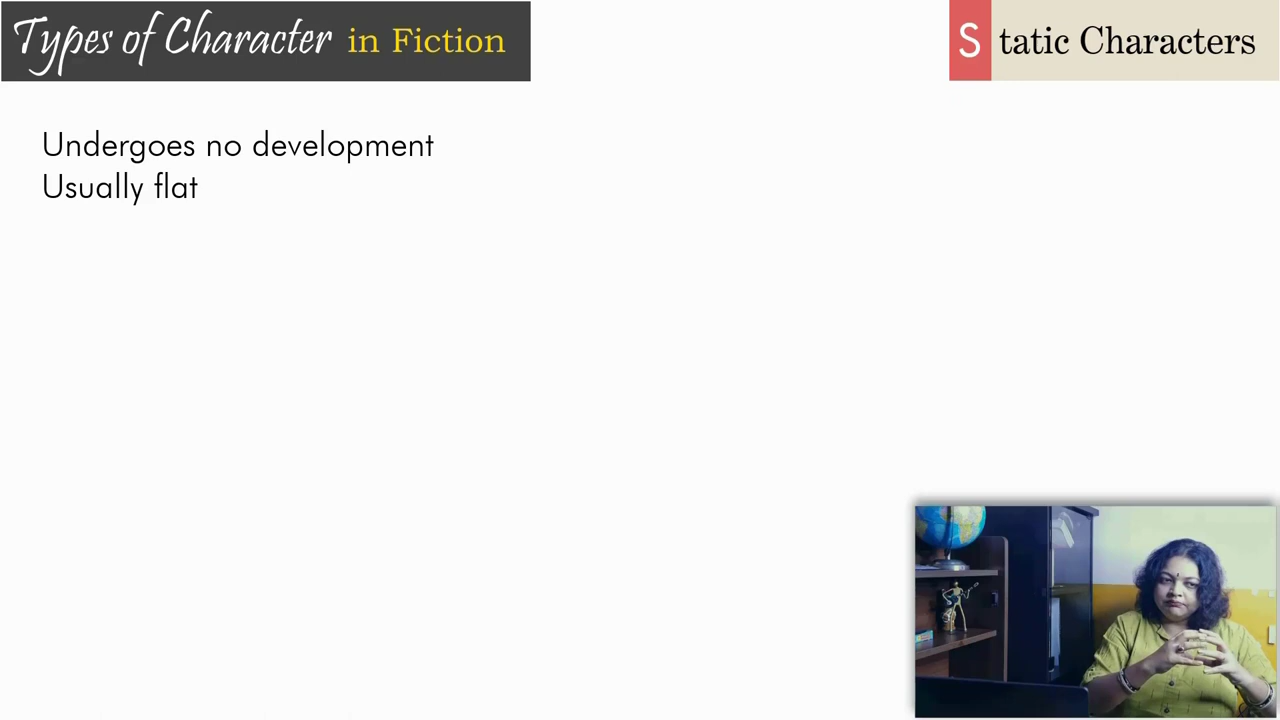 Types of Character in Fiction
Static Characters
Undergoes no development
Usually flat